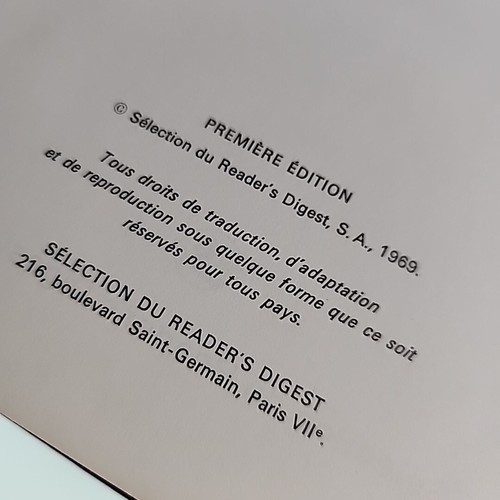 PREMIÈRE ÉDITION
© Sélection du Reader's Digest, S.A., 1969.
Tous droits de traduction, d'adaptation
et de reproduction sous quelque forme que ce soit
réservés pour tous pays.
SÉLECTION DU READER'S DIGEST
216, boulevard Saint-Germain, Paris VIIe.